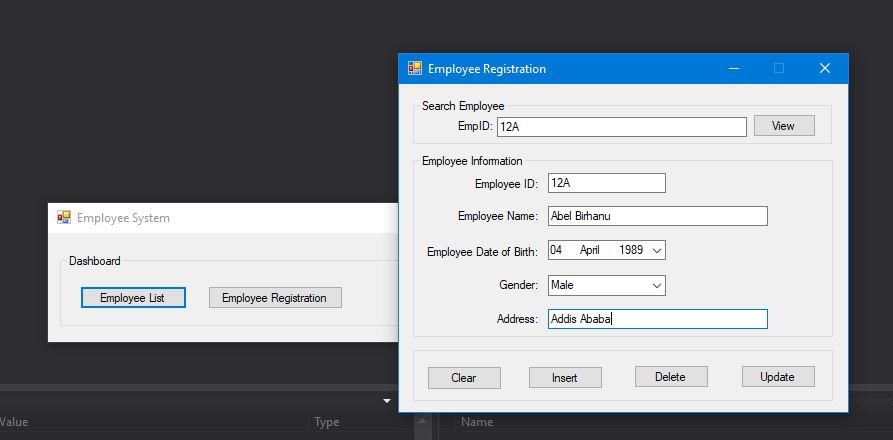 Employee Registration
Search Employee
EmpID: 12A View
Employee Information
Employee ID: 12A
Employee Name: Abel Birhanu
Employee Date of Birth: 04 April 1989
Gender: Male
Address: Addis Ababa
Clear Insert Delete Update
Employee System
Dashboard
Employee List Employee Registration
Value Type Name